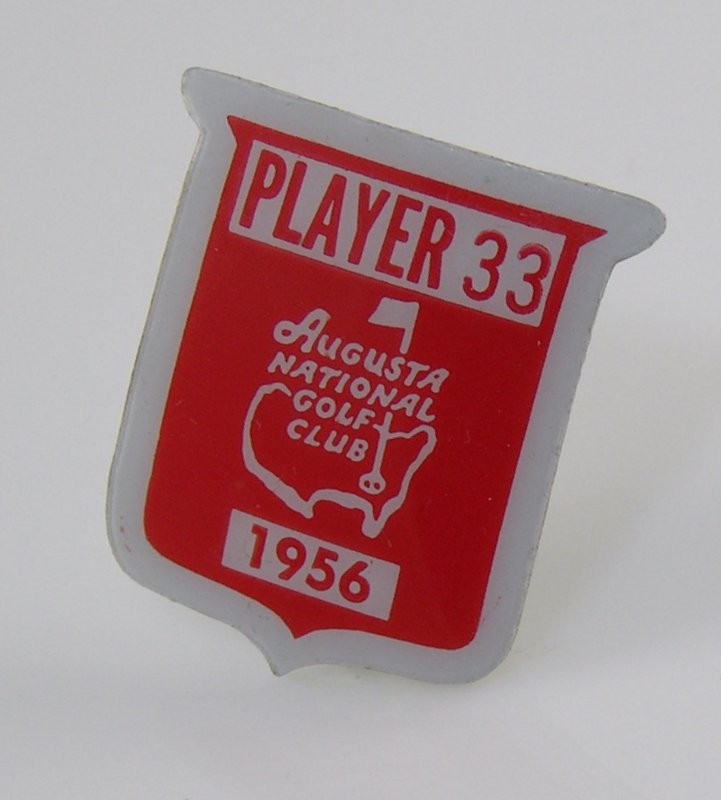 PLAYER 33
AUGUSTA
NATIONAL
GOLF
CLUB
1956